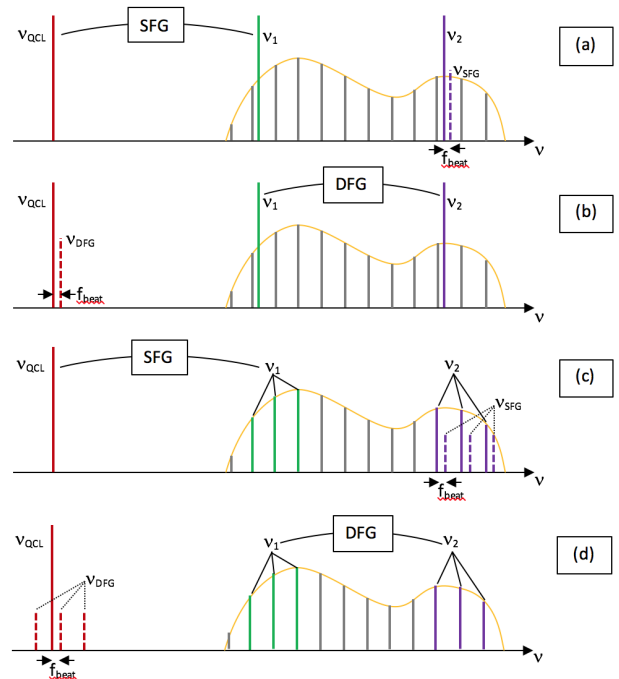 SFG
νQCL
ν1
ν2
(a)
νSFG
ν
fbeat
DFG
νQCL
ν1
ν2
(b)
νDFG
fbeat
ν
SFG
νQCL
ν1
ν2
(c)
νSFG
fbeat
ν
DFG
νQCL
ν1
ν2
(d)
νDFG
fbeat
ν